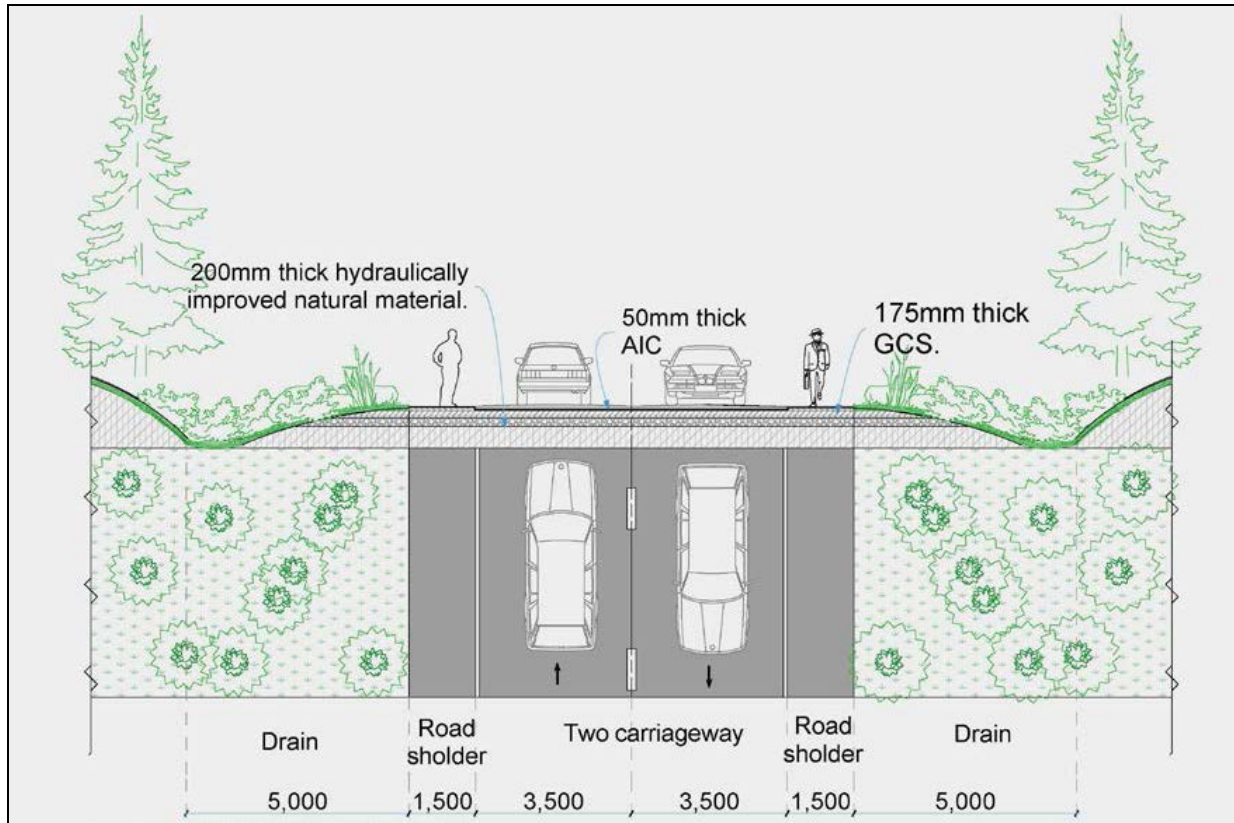 200mm thick hydraulically
improved natural material.
50mm thick
AIC
175mm thick
GCS.
Drain
Road
sholder
Two carriageway
Road
sholder
Drain
5,000
1,500
3,500
3,500
1,500
5,000